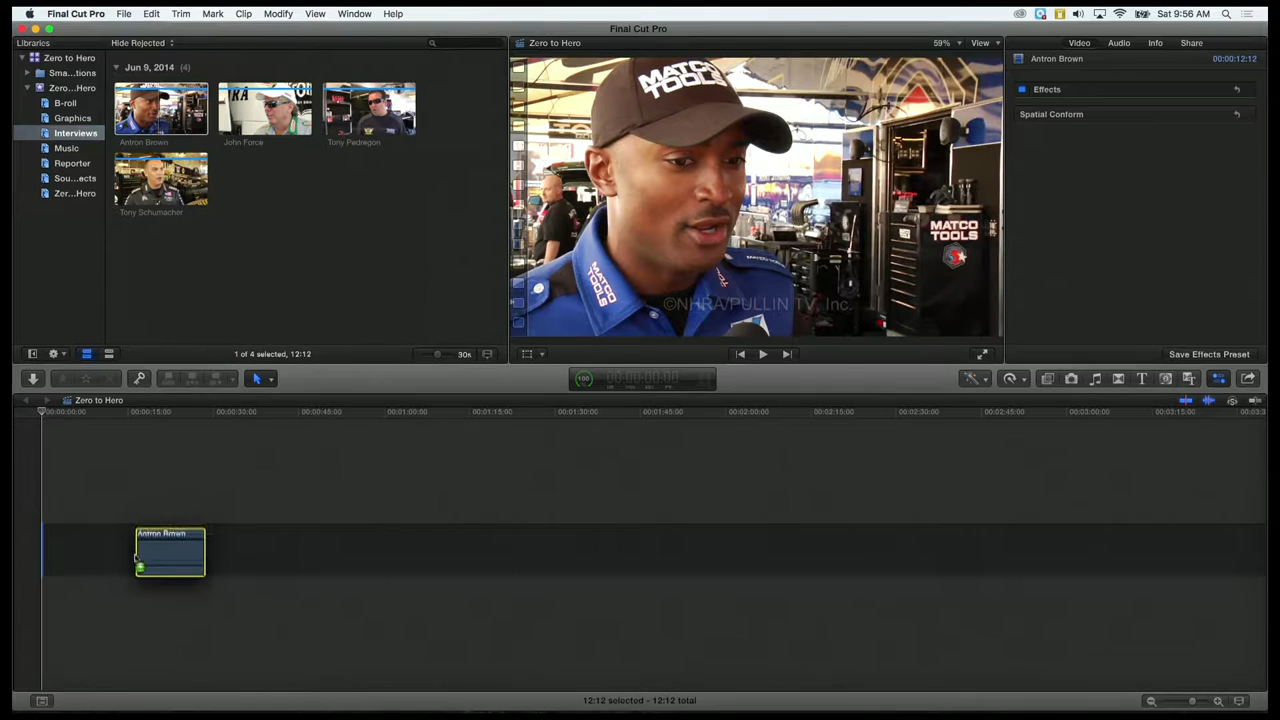 Final Cut Pro File Edit Trim Mark Clip Modify View Window Help Sat 9:56 AM
Final Cut Pro
Libraries Hide Rejected Zero to Hero 59% View Video Audio Info Share
Zero to Hero
Sma...tions
Zero...Hero
B-roll
Graphics
Interviews
Music
Reporter
Sou...ects
Zer...Hero
Jun 9, 2014 (4)
Antron Brown John Force Tony Pedregon
Tony Schumacher
1 of 4 selected, 12:12 30s
MATCO
TOOLS
MATCO
TOOLS
MATCO
TOOLS
©NHRA/PULLIN TV, Inc.
Antron Brown 00:00:12:12
Effects
Spatial Conform
Save Effects Preset
100 00:00:00:00
Zero to Hero
00:00:00:00 00:00:15:00 00:00:30:00 00:00:45:00 00:01:00:00 00:01:15:00 00:01:30:00 00:01:45:00 00:02:00:00 00:02:15:00 00:02:30:00 00:02:45:00 00:03:00:00 00:03:15:00 00:03:3
Antron Brown
12:12 selected - 12:12 total